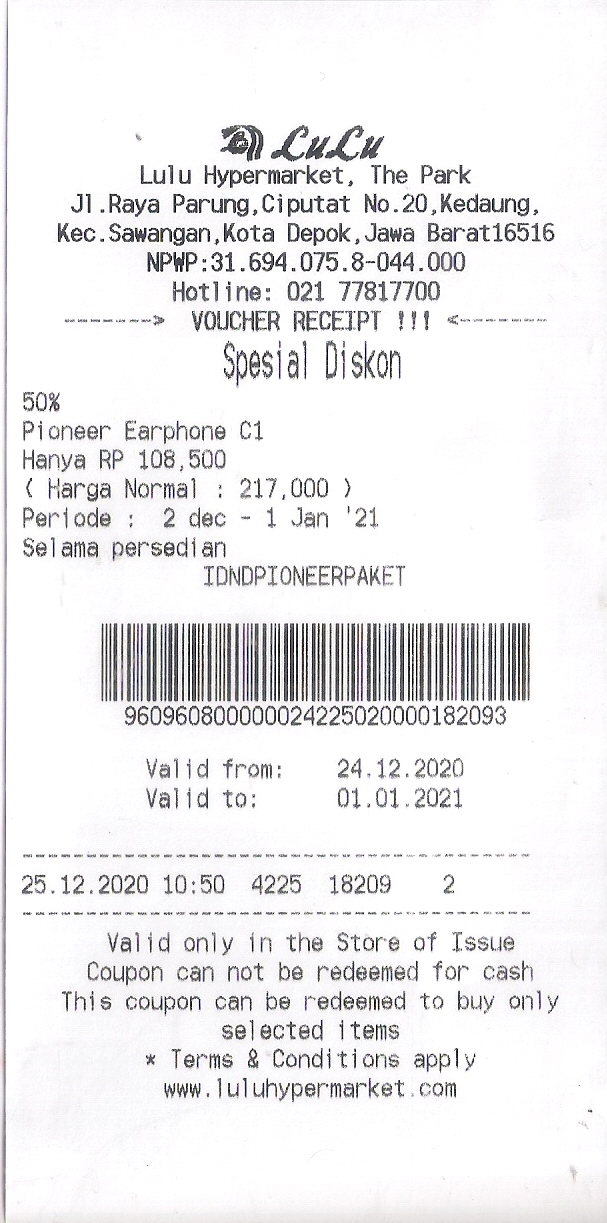 LuLu
Lulu Hypermarket, The Park
Jl.Raya Parung,Ciputat No.20,Kedaung,
Kec.Sawangan,Kota Depok,Jawa Barat16516
NPWP:31.694.075.8-044.000
Hotline: 021 77817700
-------> VOUCHER RECEIPT !!! <-------
Spesial Diskon
50%
Pioneer Earphone C1
Hanya RP 108,500
( Harga Normal : 217,000 )
Periode :  2 dec - 1 Jan '21
Selama persedian
IDNDPIONEERPAKET
960960800000024225020000182093
Valid from: 24.12.2020
Valid to: 01.01.2021
25.12.2020 10:50 4225 18209 2
Valid only in the Store of Issue
Coupon can not be redeemed for cash
This coupon can be redeemed to buy only
selected items
* Terms & Conditions apply
www.luluhypermarket.com